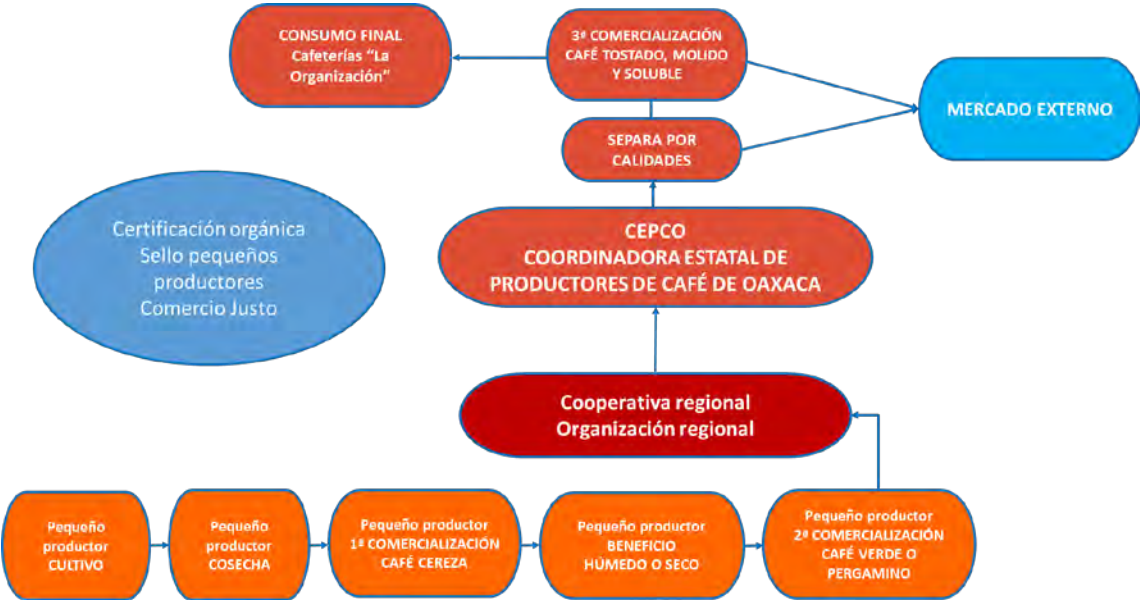 CONSUMO FINAL
Cafeterías “La
Organización”
3ª COMERCIALIZACIÓN
CAFÉ TOSTADO, MOLIDO
Y SOLUBLE
MERCADO EXTERNO
SEPARA POR
CALIDADES
Certificación orgánica
Sello pequeños
productores
Comercio Justo
CEPCO
COORDINADORA ESTATAL DE
PRODUCTORES DE CAFÉ DE OAXACA
Cooperativa regional
Organización regional
Pequeño
productor
CULTIVO
Pequeño
productor
COSECHA
Pequeño productor
1ª COMERCIALIZACIÓN
CAFÉ CEREZA
Pequeño productor
BENEFICIO
HÚMEDO O SECO
Pequeño productor
2ª COMERCIALIZACIÓN
CAFÉ VERDE O
PERGAMINO